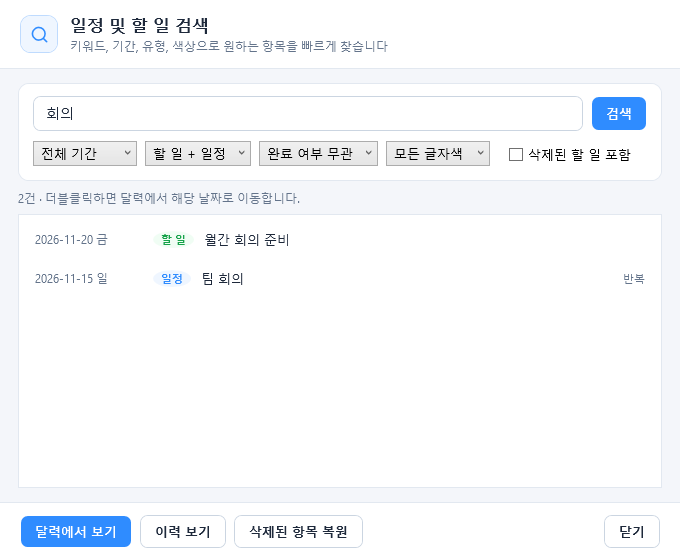 일정 및 할 일 검색
키워드, 기간, 유형, 색상으로 원하는 항목을 빠르게 찾습니다
회의
검색
전체 기간 할 일 + 일정 완료 여부 무관 모든 글자색 삭제된 할 일 포함
2건 · 더블클릭하면 달력에서 해당 날짜로 이동합니다.
2026-11-20 금 할 일 월간 회의 준비
2026-11-15 일 일정 팀 회의 반복
달력에서 보기 이력 보기 삭제된 항목 복원 닫기